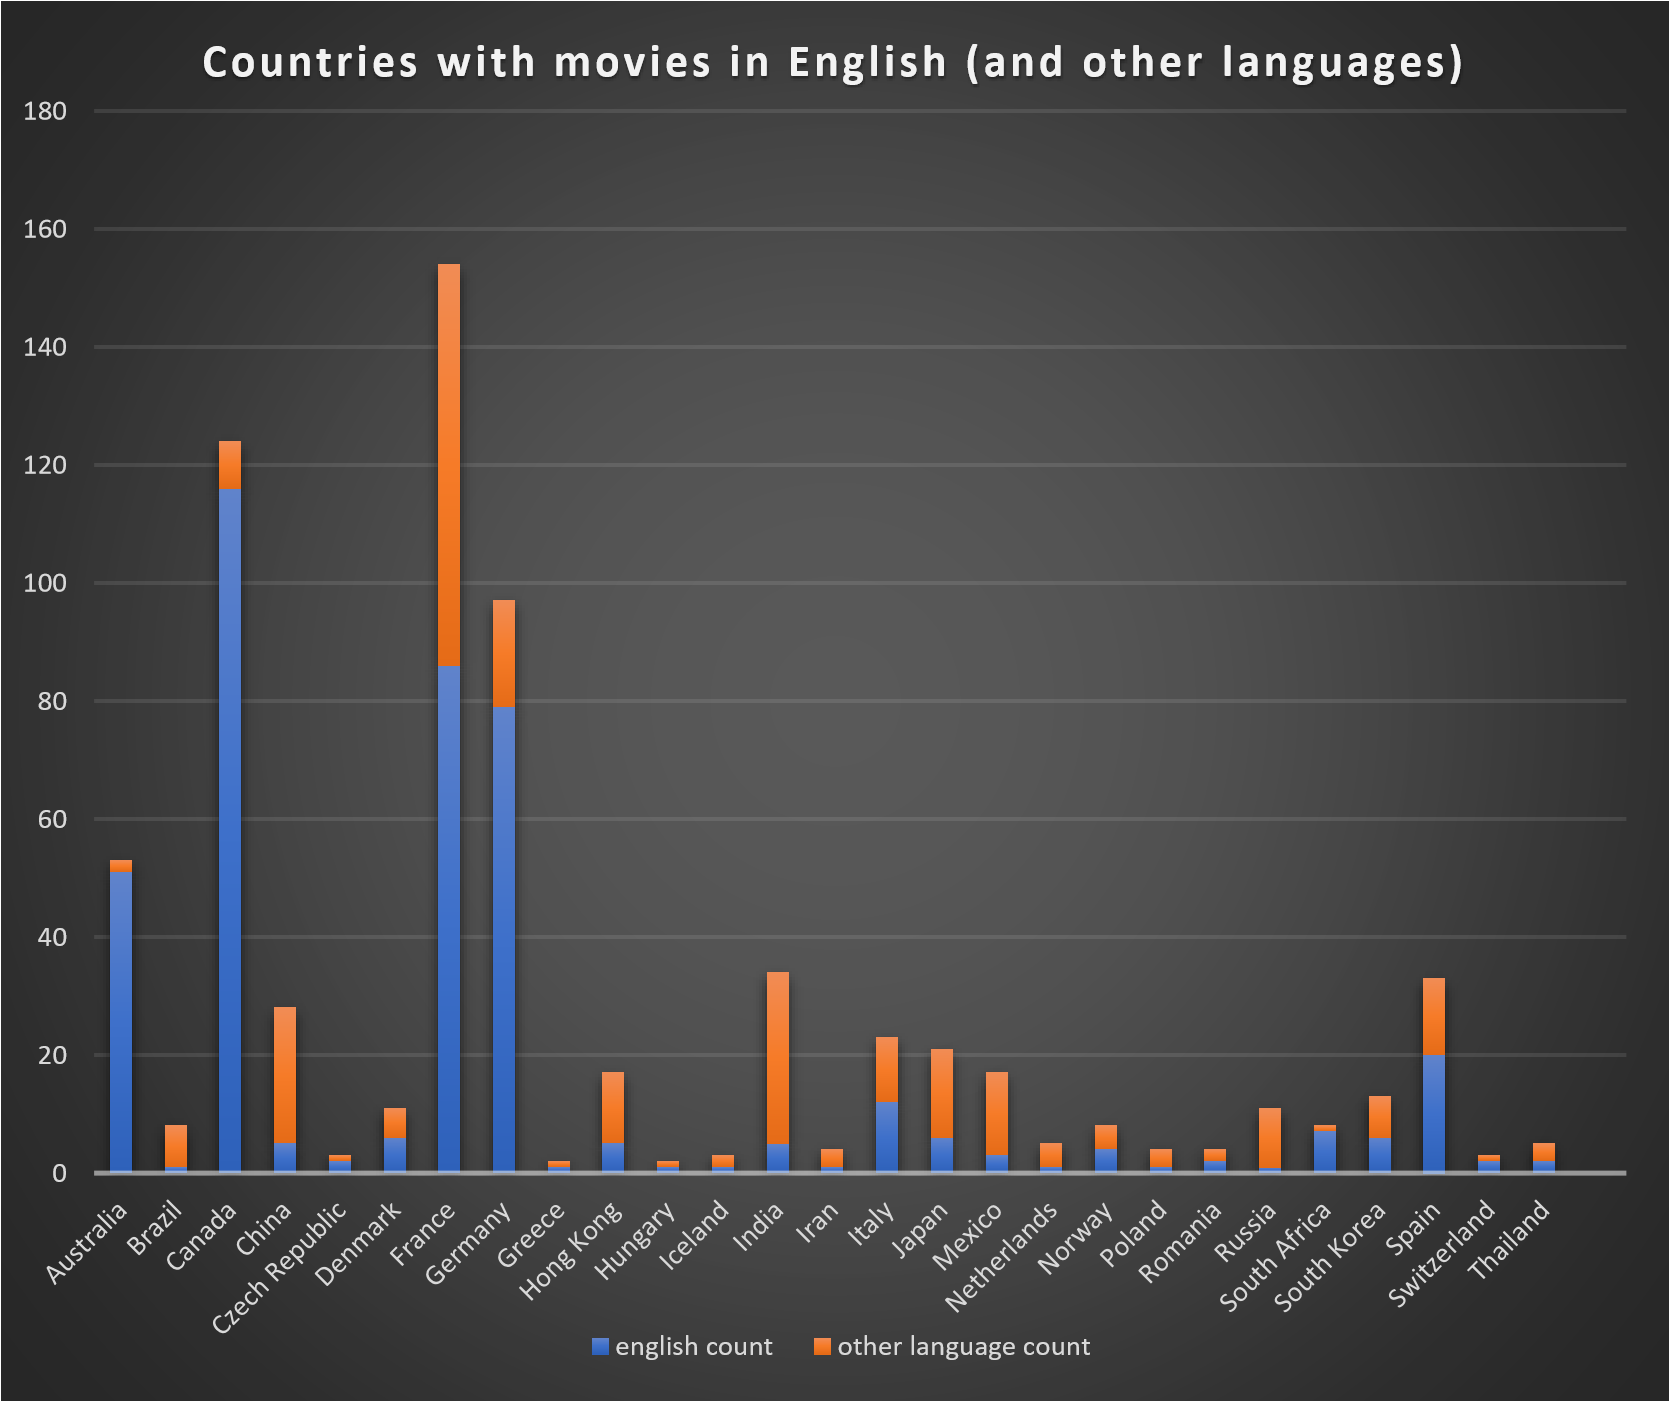 Countries with movies in English (and other languages)
180
160
140
120
100
80
60
40
20
0
Australia
Brazil
Canada
China
Czech Republic
Denmark
France
Germany
Greece
Hong Kong
Hungary
Iceland
India
Iran
Italy
Japan
Mexico
Netherlands
Norway
Poland
Romania
Russia
South Africa
South Korea
Spain
Switzerland
Thailand
english count
other language count